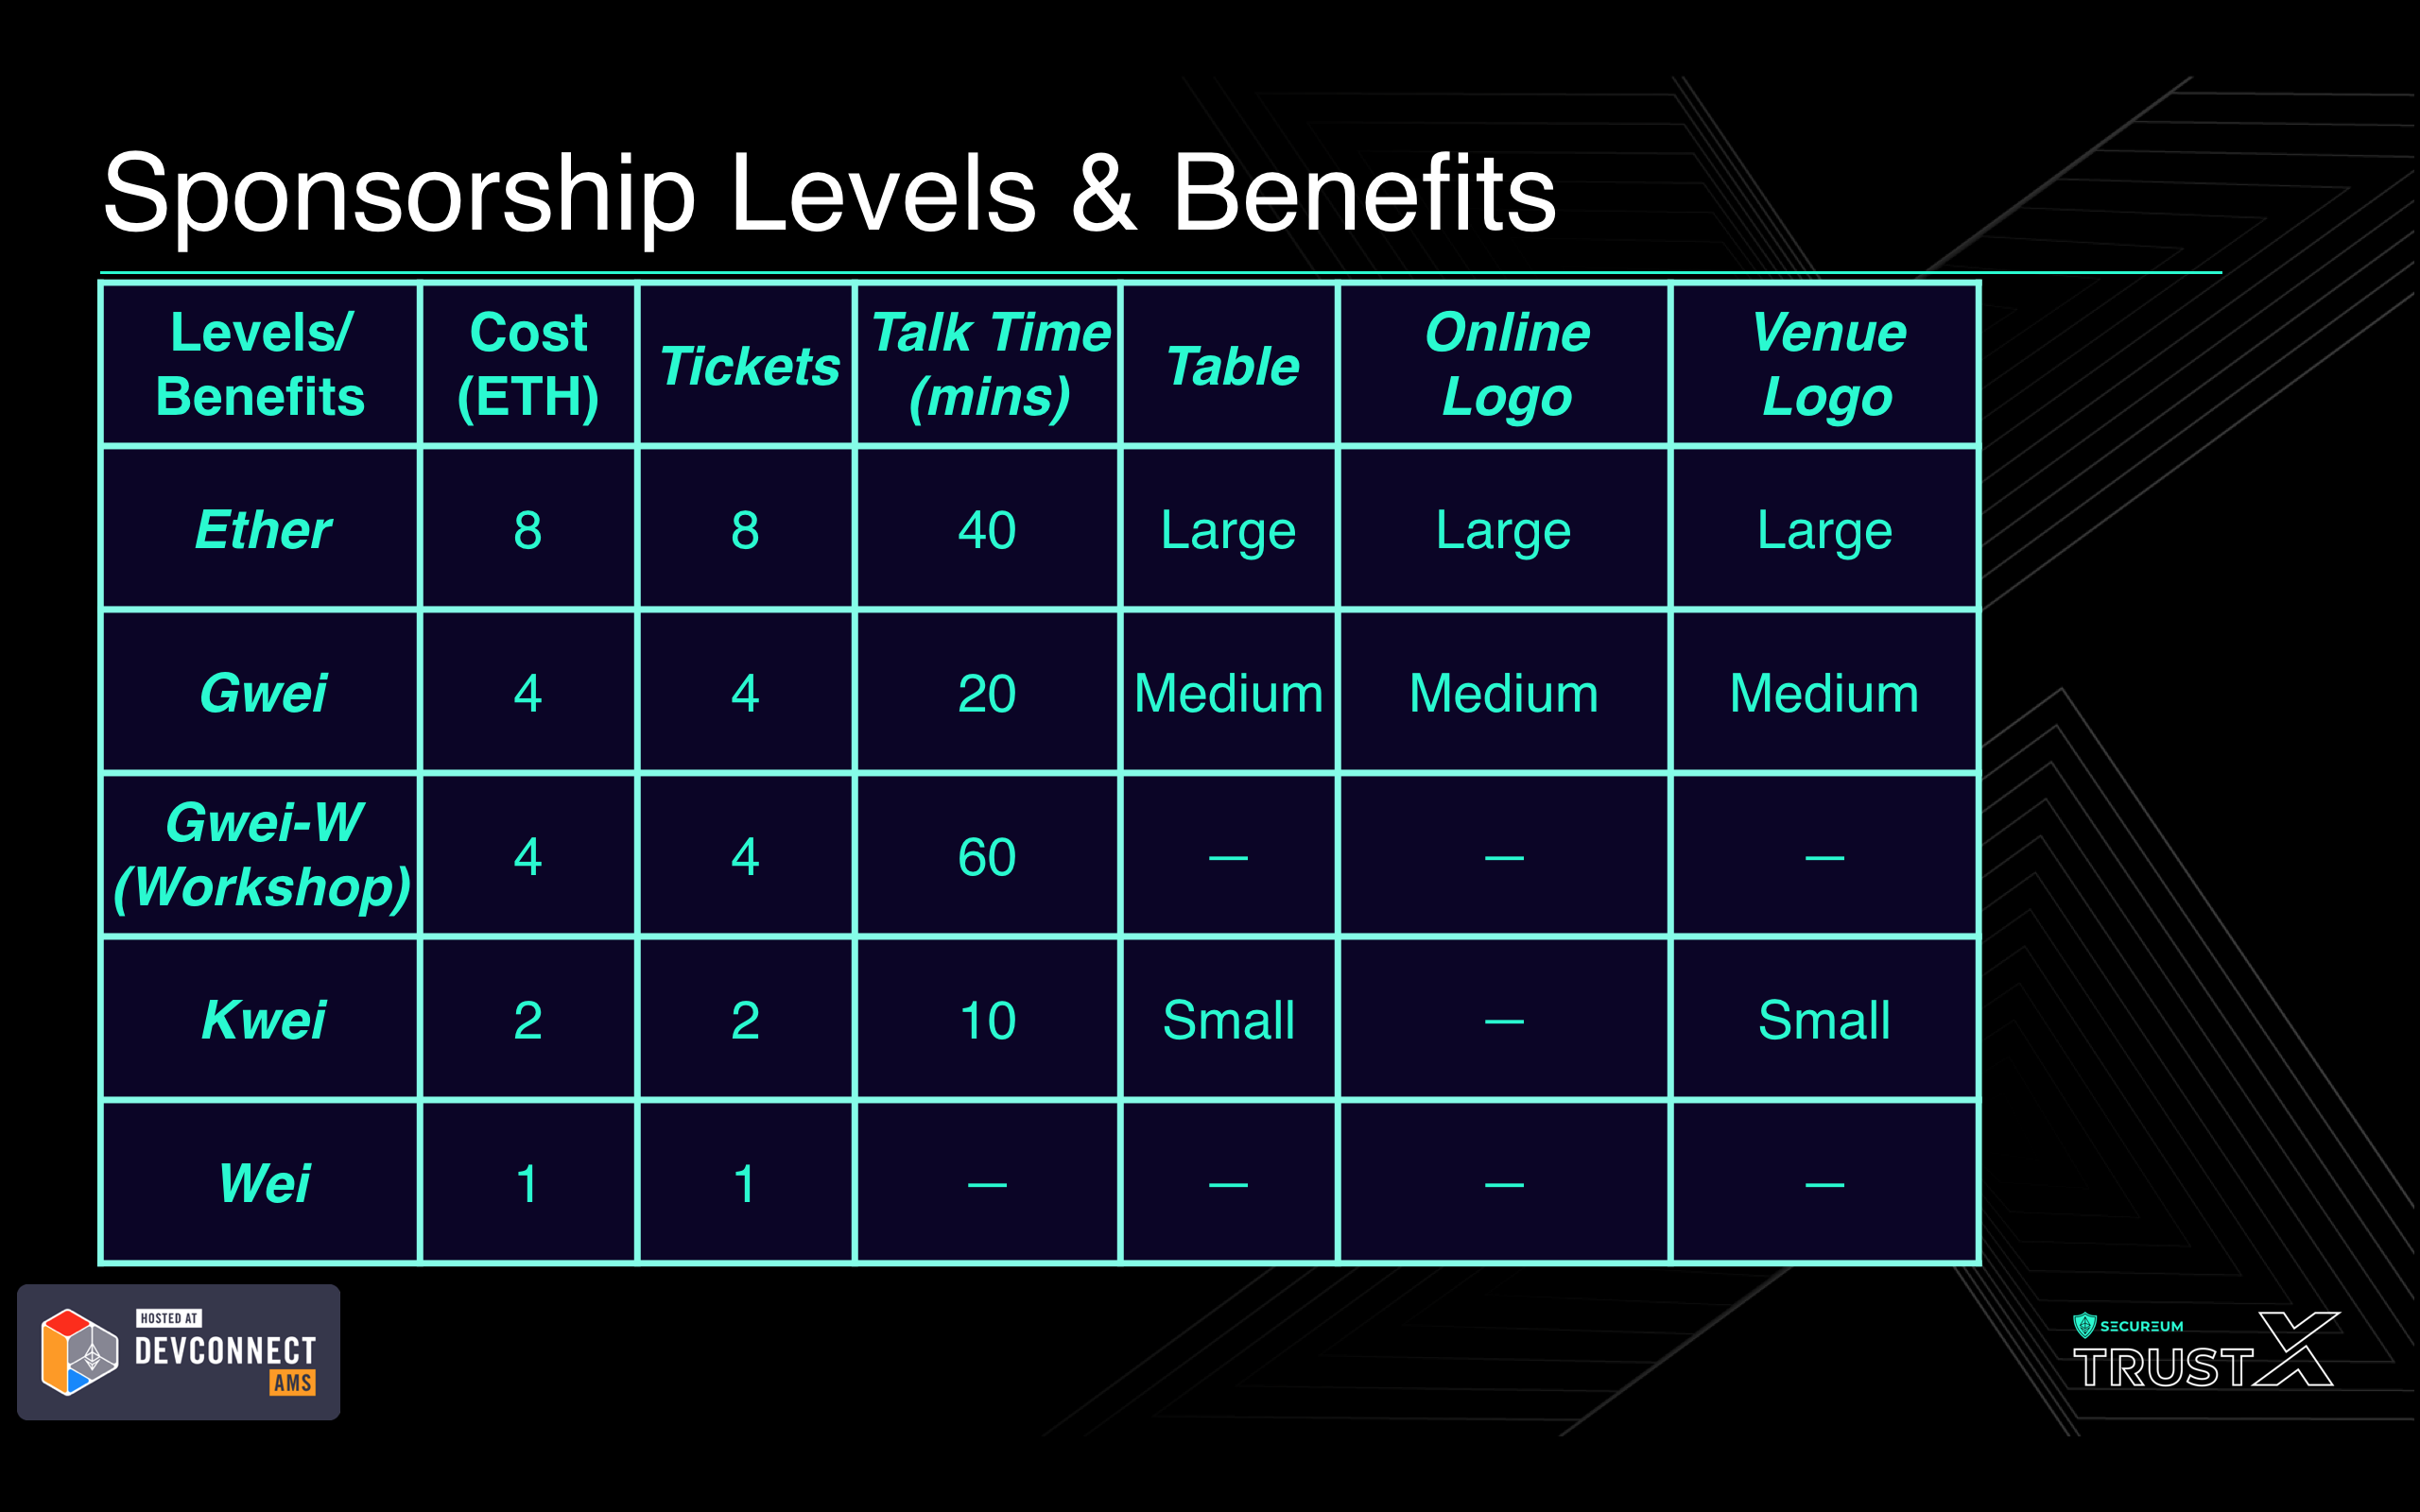 Sponsorship Levels & Benefits
Levels/ Benefits Cost (ETH) Tickets Talk Time (mins) Table Online Logo Venue Logo
Ether 8 8 40 Large Large Large
Gwei 4 4 20 Medium Medium Medium
Gwei-W (Workshop) 4 4 60 — — —
Kwei 2 2 10 Small — Small
Wei 1 1 — — — —
HOSTED AT
DEVCONNECT
AMS
SECUREUM
TRUSTX